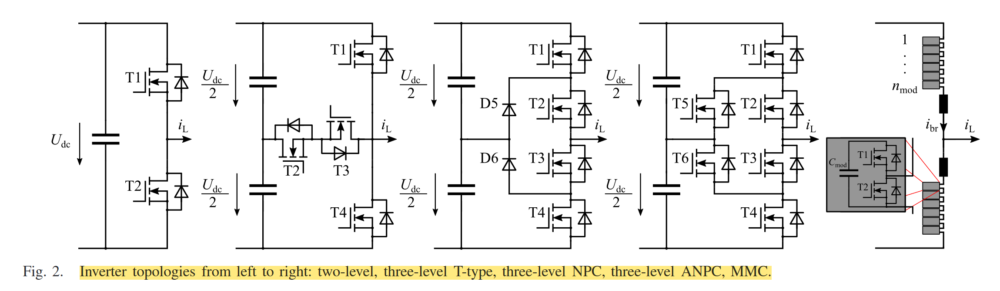 U_dc
T1
T2
i_L
U_dc/2
U_dc/2
T1
T2
T3
T4
i_L
U_dc/2
U_dc/2
D5
D6
T1
T2
T3
T4
i_L
U_dc/2
U_dc/2
T5
T6
T1
T2
T3
T4
i_L
1
.
.
.
n_mod
i_br
i_L
C_mod
T1
T2
Fig. 2. Inverter topologies from left to right: two-level, three-level T-type, three-level NPC, three-level ANPC, MMC.